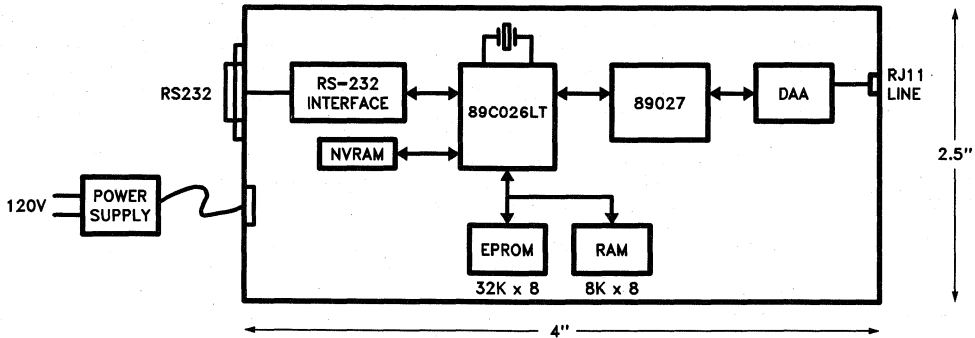 RS232
RS-232
INTERFACE
89C026LT
89027
DAA
RJ11
LINE
NVRAM
2.5"
120V
POWER
SUPPLY
EPROM
RAM
32K x 8
8K x 8
4"